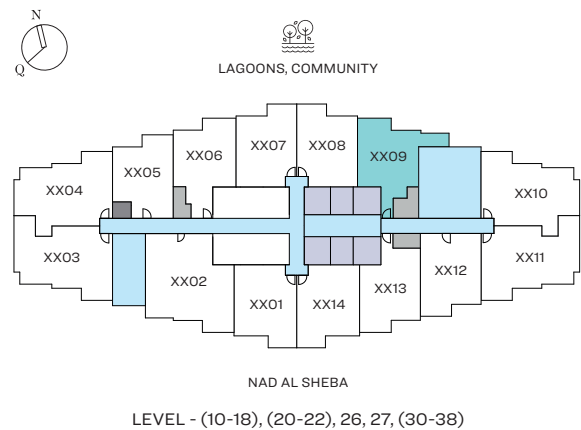 N
Q
LAGOONS, COMMUNITY
XX07
XX08
XX06
XX09
XX05
XX04
XX10
XX03
XX11
XX02
XX12
XX13
XX01
XX14
NAD AL SHEBA
LEVEL - (10-18), (20-22), 26, 27, (30-38)